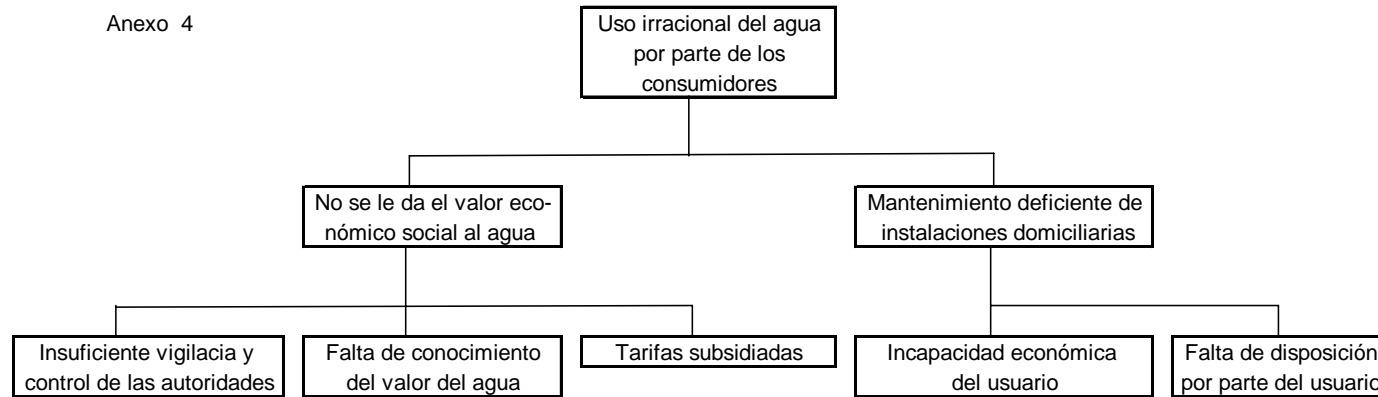 Anexo 4
Uso irracional del agua
por parte de los
consumidores
No se le da el valor eco-
nómico social al agua
Mantenimiento deficiente de
instalaciones domiciliarias
Insuficiente vigilacia y
control de las autoridades
Falta de conocimiento
del valor del agua
Tarifas subsidiadas
Incapacidad económica
del usuario
Falta de disposición
por parte del usuario